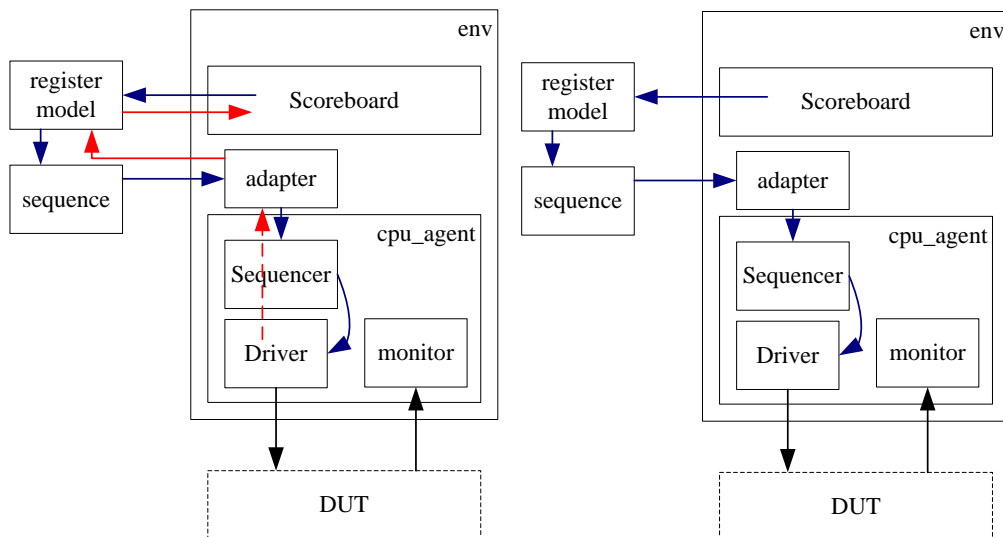 env
register
model
Scoreboard
adapter
sequence
cpu_agent
Sequencer
Driver
monitor
DUT
env
register
model
Scoreboard
adapter
sequence
cpu_agent
Sequencer
Driver
monitor
DUT